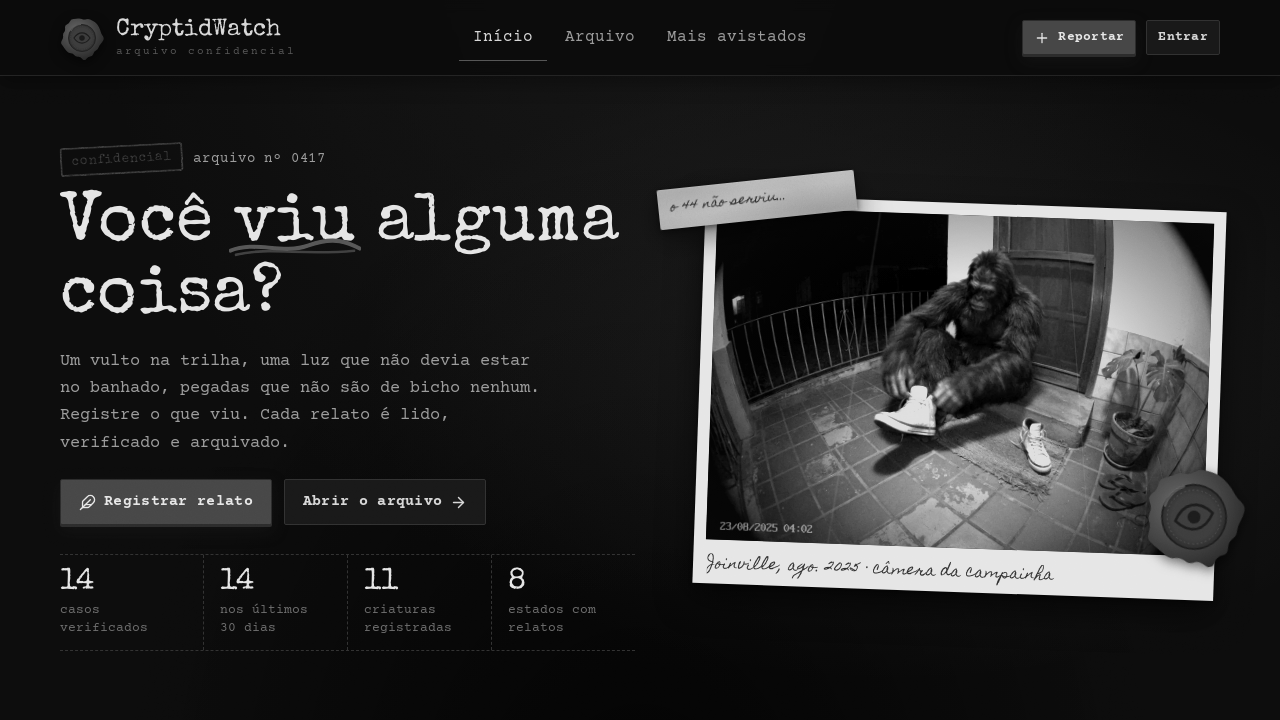 CryptidWatch
arquivo confidencial
Início
Arquivo
Mais avistados
Reportar
Entrar
confidencial
arquivo nº 0417
Você viu alguma
coisa?
Um vulto na trilha, uma luz que não devia estar
no banhado, pegadas que não são de bicho nenhum.
Registre o que viu. Cada relato é lido,
verificado e arquivado.
Registrar relato
Abrir o arquivo
14
casos
verificados
14
nos últimos
30 dias
11
criaturas
registradas
8
estados com
relatos
o 44 não serviu...
23/08/2025 04:02
Joinville, ago. 2025 · câmera da campainha